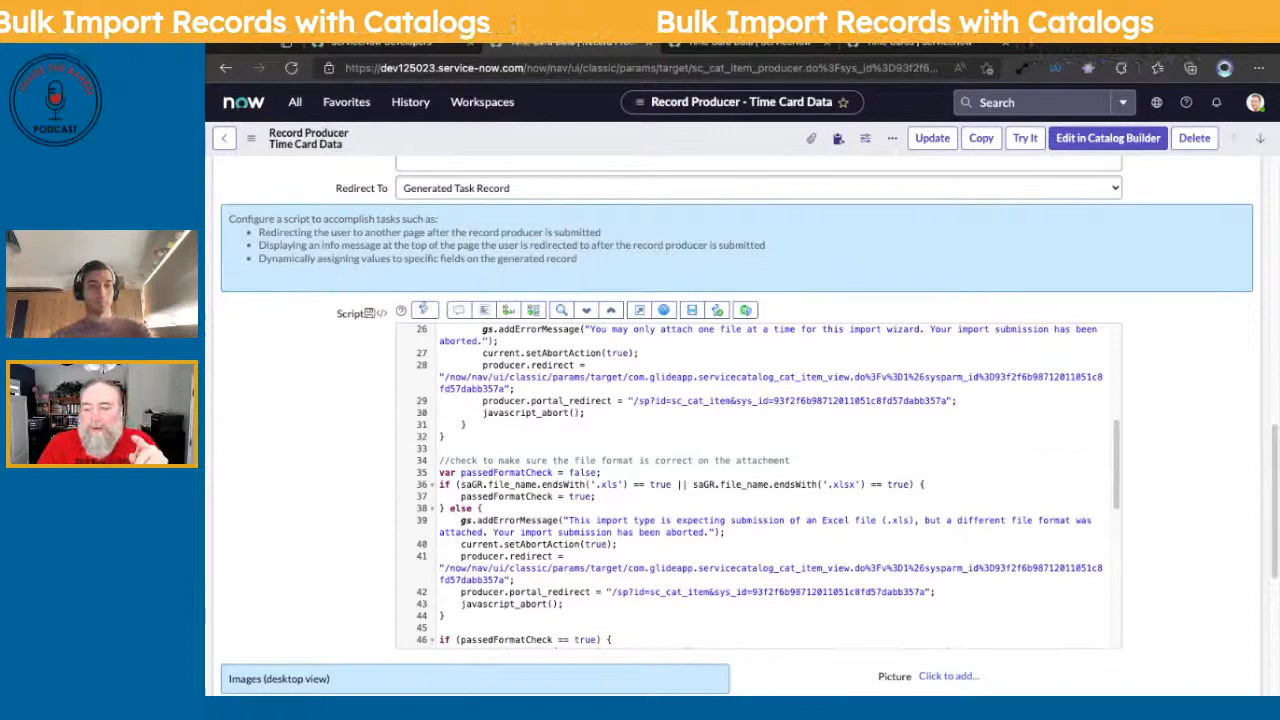 Bulk Import Records with Catalogs
Bulk Import Records with Catalogs
PODCAST
https://dev125023.service-now.com/now/nav/ui/classic/params/target/sc_cat_item_producer.do%3Fsys_id%3D93f2f6b...
now
All
Favorites
History
Workspaces
Record Producer - Time Card Data
Search
Record Producer
Time Card Data
Update
Copy
Try It
Edit in Catalog Builder
Delete
Redirect To
Generated Task Record
Configure a script to accomplish tasks such as:
Redirecting the user to another page after the record producer is submitted
Displaying an info message at the top of the page the user is redirected to after the record producer is submitted
Dynamically assigning values to specific fields on the generated record
Script
26 gs.addErrorMessage("You may only attach one file at a time for this import wizard. Your import submission has been
aborted.");
27 current.setAbortAction(true);
28 producer.redirect =
"/now/nav/ui/classic/params/target/com.glideapp.servicecatalog_cat_item_view.do%3Fv%3D1%26sysparm_id%3D93f2f6b98712011051c8
fd57dabb357a";
29 producer.portal_redirect = "/sp?id=sc_cat_item&sys_id=93f2f6b98712011051c8fd57dabb357a";
30 javascript_abort();
31 }
32 }
33
34 //check to make sure the file format is correct on the attachment
35 var passedFormatCheck = false;
36 if (saGR.file_name.endsWith('.xls') == true || saGR.file_name.endsWith('.xlsx') == true) {
37 passedFormatCheck = true;
38 } else {
39 gs.addErrorMessage("This import type is expecting submission of an Excel file (.xls), but a different file format was
attached. Your import submission has been aborted.");
40 current.setAbortAction(true);
41 producer.redirect =
"/now/nav/ui/classic/params/target/com.glideapp.servicecatalog_cat_item_view.do%3Fv%3D1%26sysparm_id%3D93f2f6b98712011051c8
fd57dabb357a";
42 producer.portal_redirect = "/sp?id=sc_cat_item&sys_id=93f2f6b98712011051c8fd57dabb357a";
43 javascript_abort();
44 }
45
46 if (passedFormatCheck == true) {
Images (desktop view)
Picture
Click to add...